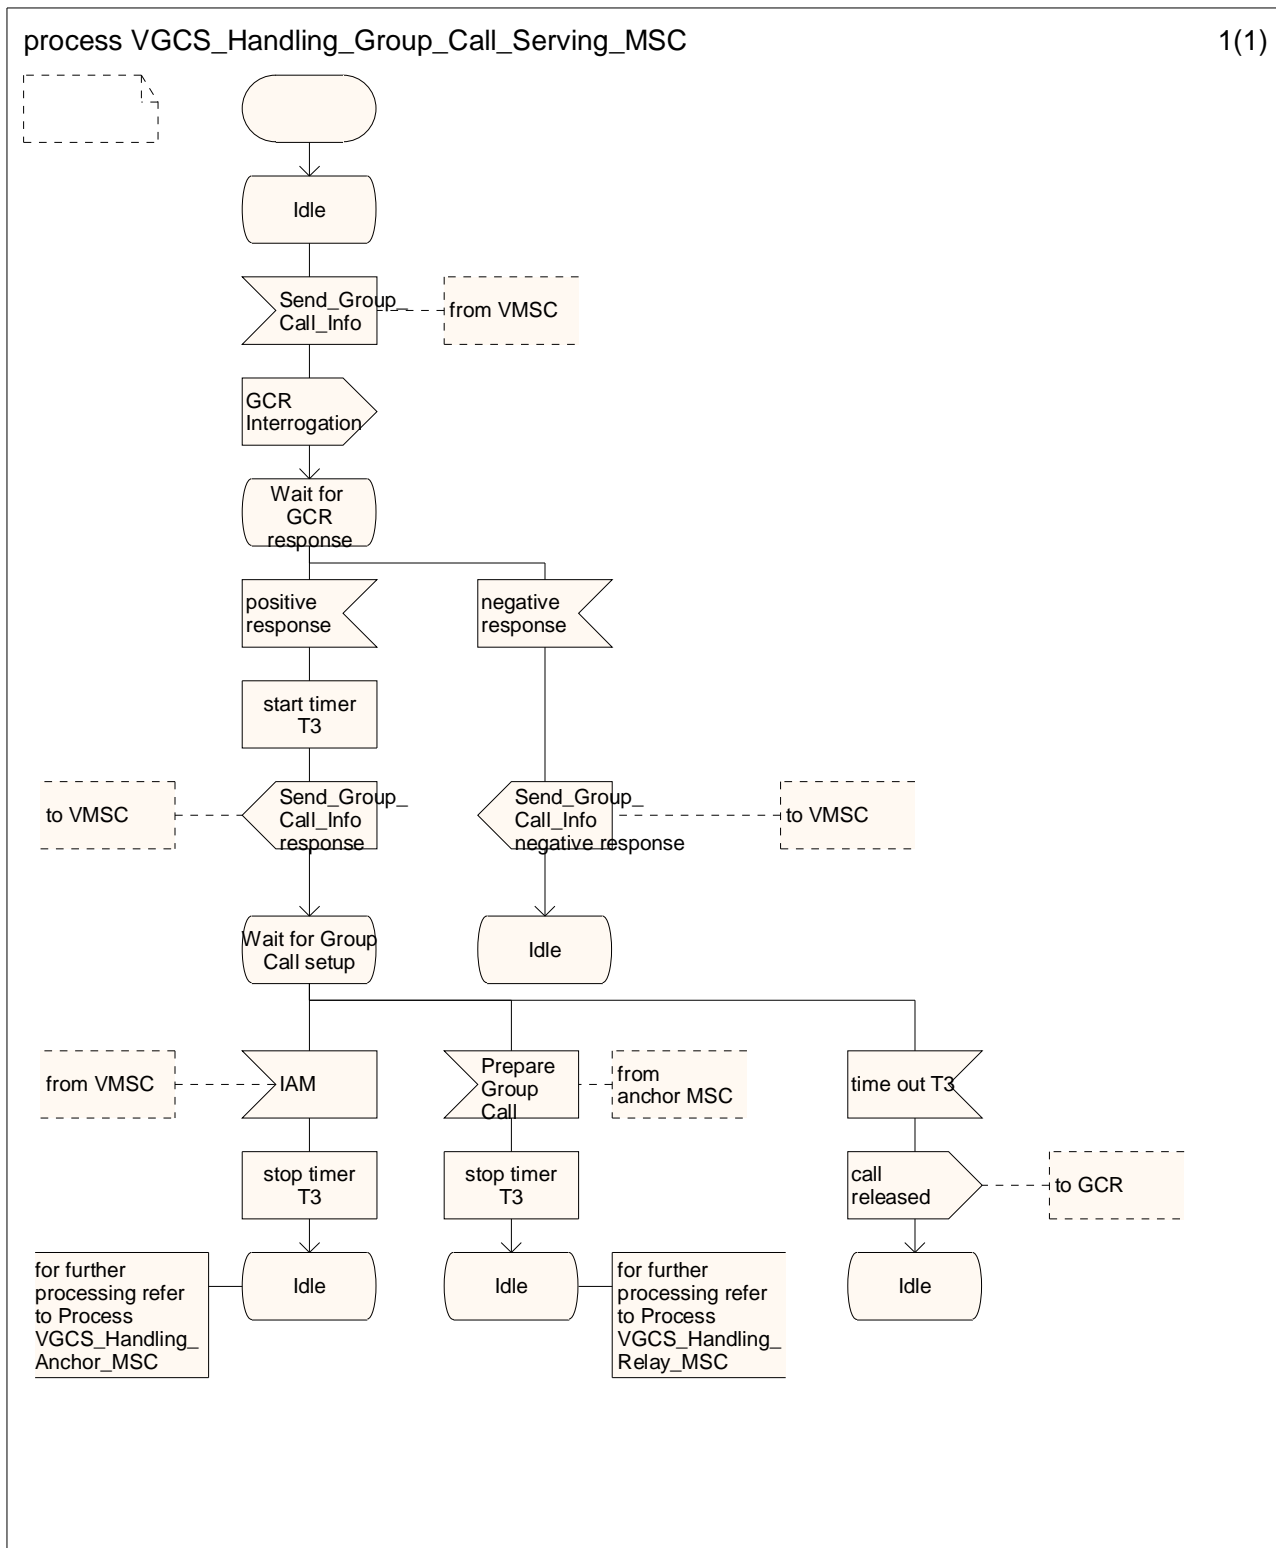 process VGCS_Handling_Group_Call_Serving_MSC
1(1)
Idle
Send_Group_
Call_Info
from VMSC
GCR
Interrogation
Wait for
GCR
response
positive
response
negative
response
start timer
T3
to VMSC
Send_Group_
Call_Info
response
Send_Group_
Call_Info
negative response
to VMSC
Wait for Group
Call setup
Idle
from VMSC
IAM
Prepare
Group
Call
from
anchor MSC
time out T3
stop timer
T3
stop timer
T3
call
released
to GCR
for further
processing refer
to Process
VGCS_Handling_
Anchor_MSC
Idle
Idle
for further
processing refer
to Process
VGCS_Handling_
Relay_MSC
Idle